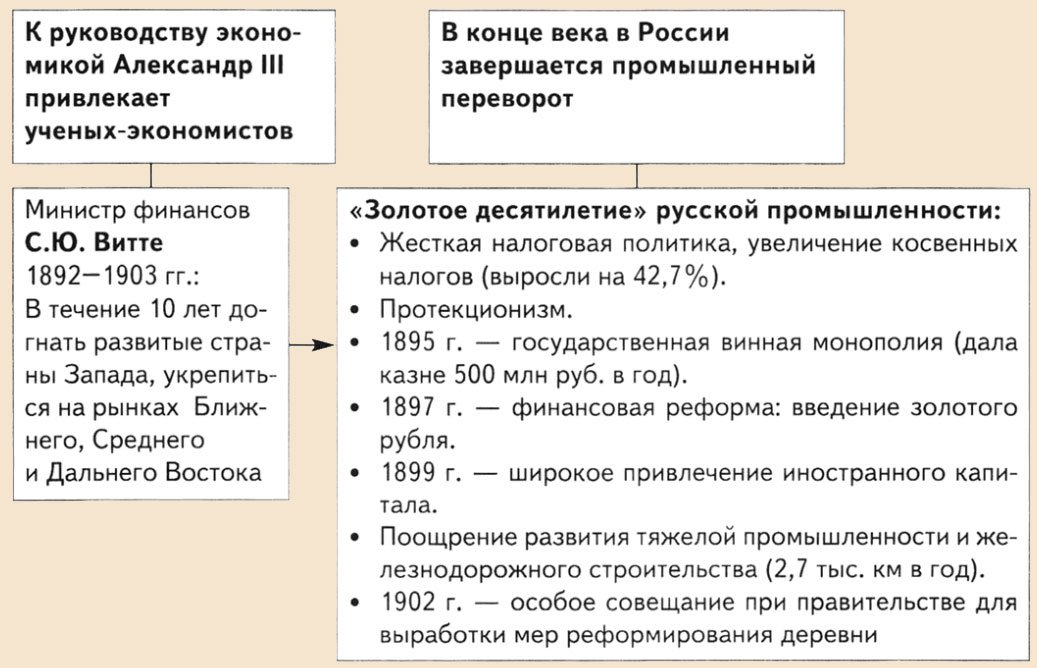 К руководству эконо-
микой Александр III
привлекает
ученых-экономистов
В конце века в России
завершается промышленный
переворот
Министр финансов
С.Ю. Витте
1892—1903 гг.:
В течение 10 лет до-
гнать развитые стра-
ны Запада, укрепить-
ся на рынках Ближ-
него, Среднего
и Дальнего Востока
«Золотое десятилетие» русской промышленности:
• Жесткая налоговая политика, увеличение косвенных
налогов (выросли на 42,7%).
• Протекционизм.
• 1895 г. — государственная винная монополия (дала
казне 500 млн руб. в год).
• 1897 г. — финансовая реформа: введение золотого
рубля.
• 1899 г. — широкое привлечение иностранного капи-
тала.
• Поощрение развития тяжелой промышленности и же-
лезнодорожного строительства (2,7 тыс. км в год).
• 1902 г. — особое совещание при правительстве для
выработки мер реформирования деревни